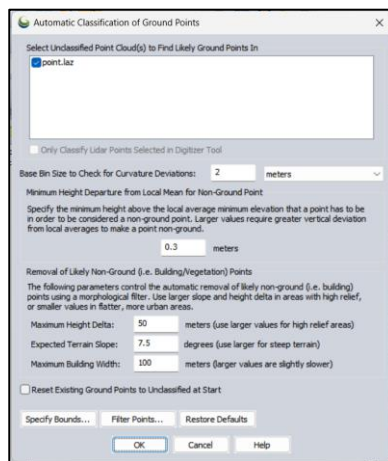 Automatic Classification of Ground Points
Select Unclassified Point Cloud(s) to Find Likely Ground Points In
point.laz
Only Classify Lidar Points Selected in Digitizer Tool
Base Bin Size to Check for Curvature Deviations: 2 meters
Minimum Height Departure from Local Mean for Non-Ground Point
Specify the minimum height above the local average minimum elevation that a point has to be
in order to be considered a non-ground point. Larger values require greater vertical deviation
from local averages to make a point non-ground.
0.3 meters
Removal of Likely Non-Ground (i.e. Building/Vegetation) Points
The following parameters control the automatic removal of likely non-ground (i.e. building)
points using a morphological filter. Use larger slope and height delta in areas with high relief,
or smaller values in flatter, more urban areas.
Maximum Height Delta: 50 meters (use larger values for high relief areas)
Expected Terrain Slope: 7.5 degrees (use larger for steep terrain)
Maximum Building Width: 100 meters (larger values are slightly slower)
Reset Existing Ground Points to Unclassified at Start
Specify Bounds... Filter Points... Restore Defaults
OK Cancel Help